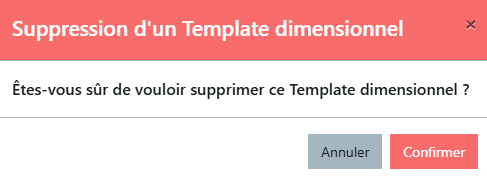 Suppression d'un Template dimensionnel
×
Êtes-vous sûr de vouloir supprimer ce Template dimensionnel ?
Annuler
Confirmer